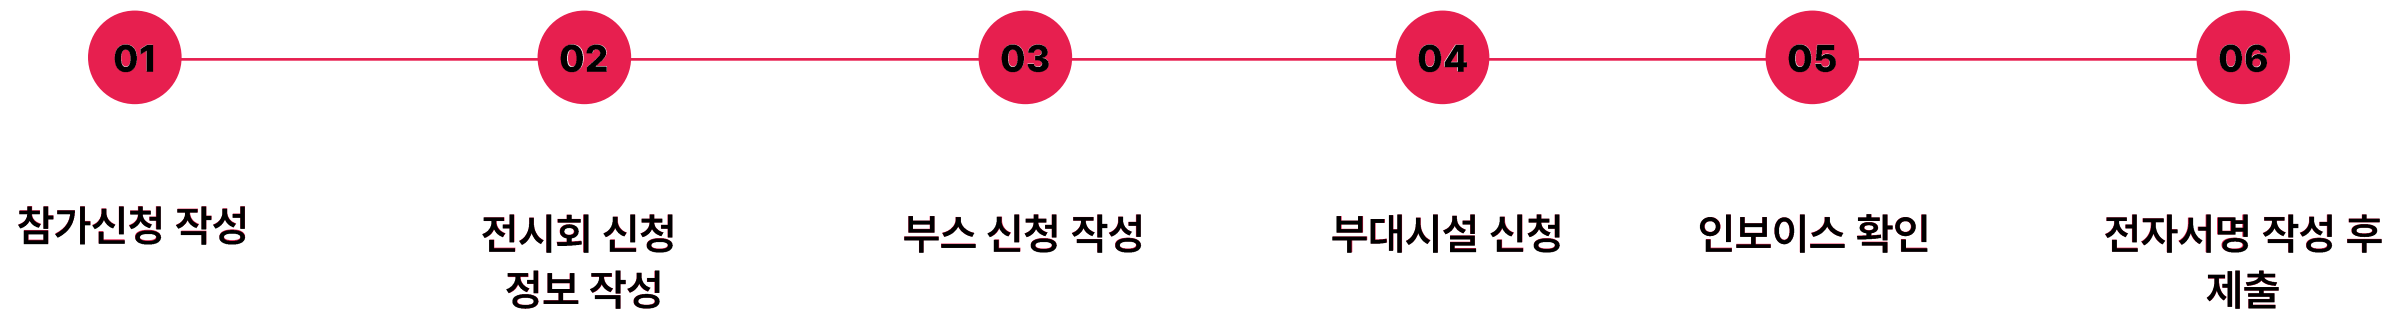 01
02
03
04
05
06
참가신청 작성
전시회 신청
정보 작성
부스 신청 작성
부대시설 신청
인보이스 확인
전자서명 작성 후
제출